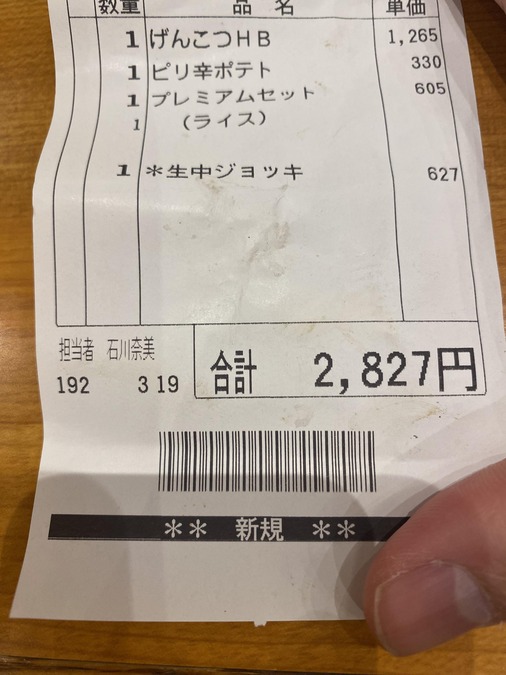 数量 品名 単価
1 げんこつHB 1,265
1 ピリ辛ポテト 330
1 プレミアムセット 605
1 (ライス)
1 *生中ジョッキ 627
担当者 石川奈美
192 3 19
合計 2,827円
** 新規 **